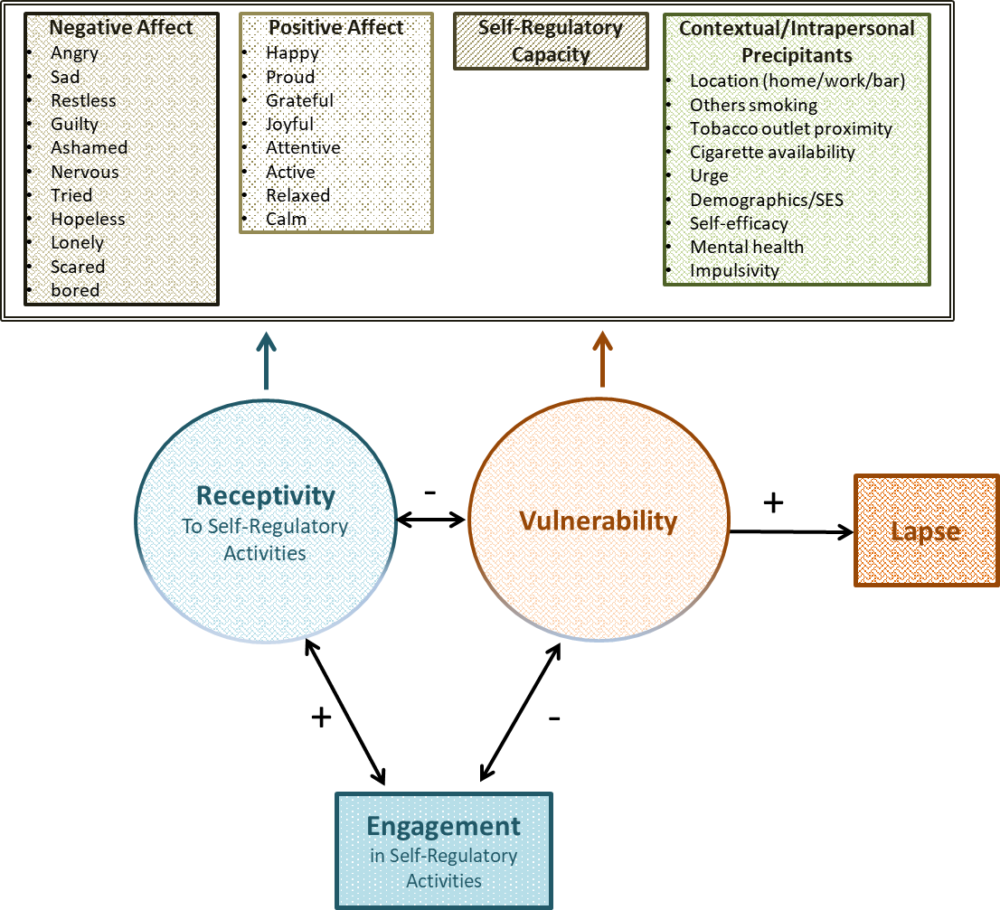 Negative Affect
• Angry
• Sad
• Restless
• Guilty
• Ashamed
• Nervous
• Tried
• Hopeless
• Lonely
• Scared
• bored
Positive Affect
• Happy
• Proud
• Grateful
• Joyful
• Attentive
• Active
• Relaxed
• Calm
Self-Regulatory
Capacity
Contextual/Intrapersonal
Precipitants
• Location (home/work/bar)
• Others smoking
• Tobacco outlet proximity
• Cigarette availability
• Urge
• Demographics/SES
• Self-efficacy
• Mental health
• Impulsivity
Receptivity
To Self-Regulatory
Activities
-
Vulnerability
+
Lapse
+
-
Engagement
in Self-Regulatory
Activities